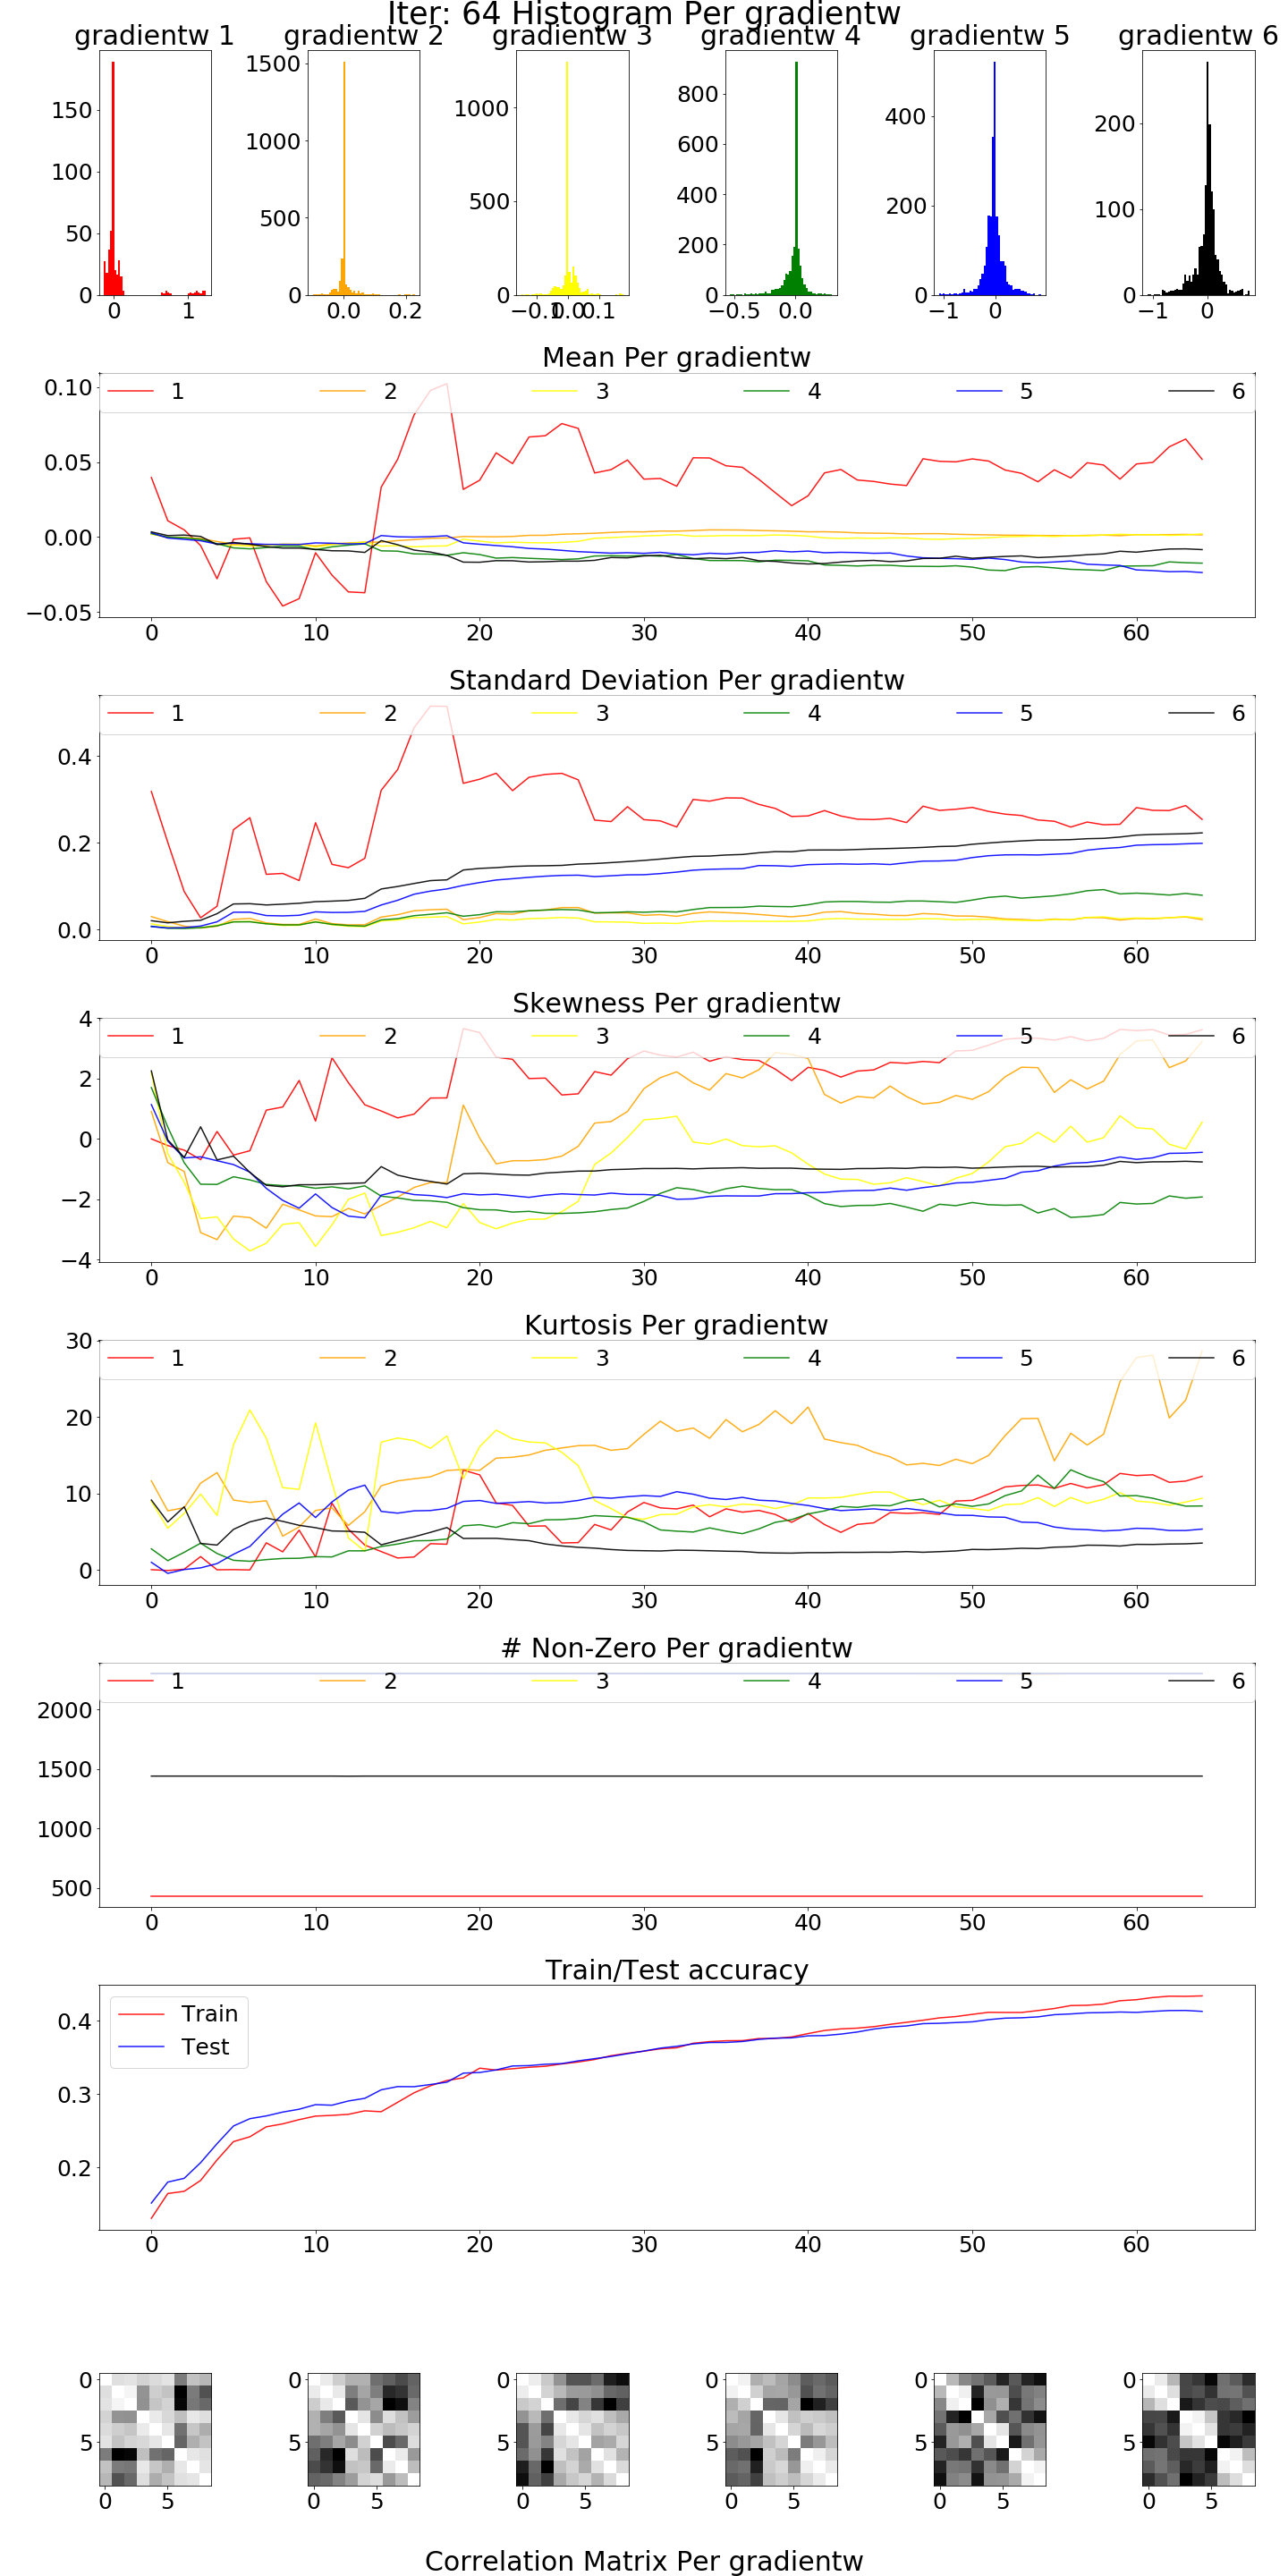 Iter: 64 Histogram Per gradientw
gradientw 1 gradientw 2 gradientw 3 gradientw 4 gradientw 5 gradientw 6
150 1500 1000 800 400 200
100 1000 500 600 200 100
50 500 0 400 0 0
0 0 200
0
0 1 0.0 0.2 −0.1 0.0 0.1 −0.5 0.0 −1 0 −1 0
Mean Per gradientw
1 2 3 4 5 6
0.10
0.05
0.00
−0.05
0 10 20 30 40 50 60
Standard Deviation Per gradientw
1 2 3 4 5 6
0.4
0.2
0.0
0 10 20 30 40 50 60
Skewness Per gradientw
1 2 3 4 5 6
4
2
0
−2
−4
0 10 20 30 40 50 60
Kurtosis Per gradientw
1 2 3 4 5 6
30
20
10
0
0 10 20 30 40 50 60
# Non-Zero Per gradientw
1 2 3 4 5 6
2000
1500
1000
500
0 10 20 30 40 50 60
Train/Test accuracy
Train
Test
0.4
0.3
0.2
0 10 20 30 40 50 60
0 0 0 0 0 0
5 5 5 5 5 5
0 5 0 5 0 5 0 5 0 5 0 5
Correlation Matrix Per gradientw